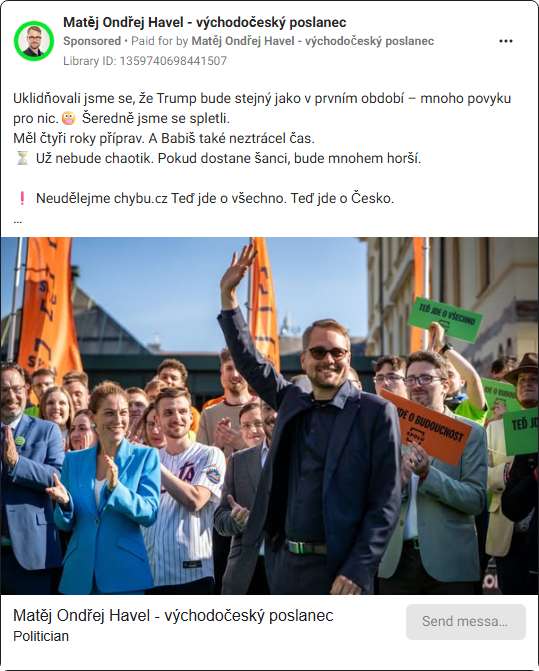 Matěj Ondřej Havel - východočeský poslanec
Sponsored • Paid for by Matěj Ondřej Havel - východočeský poslanec
Library ID: 1359740698441507
Uklidňovali jsme se, že Trump bude stejný jako v prvním období – mnoho povyku
pro nic. 🤪 Šeredně jsme se spletli.
Měl čtyři roky příprav. A Babiš také neztrácel čas.
⏳ Už nebude chaotik. Pokud dostane šanci, bude mnohem horší.
❗ Neudělejme chybu.cz Teď jde o všechno. Teď jde o Česko.
...
TEĎ JDE O VŠECHNO
JDE O BUDOUCNOST
SPOLU
TEĎ
TEĎ JDE
Matěj Ondřej Havel - východočeský poslanec
Politician
Send messa...